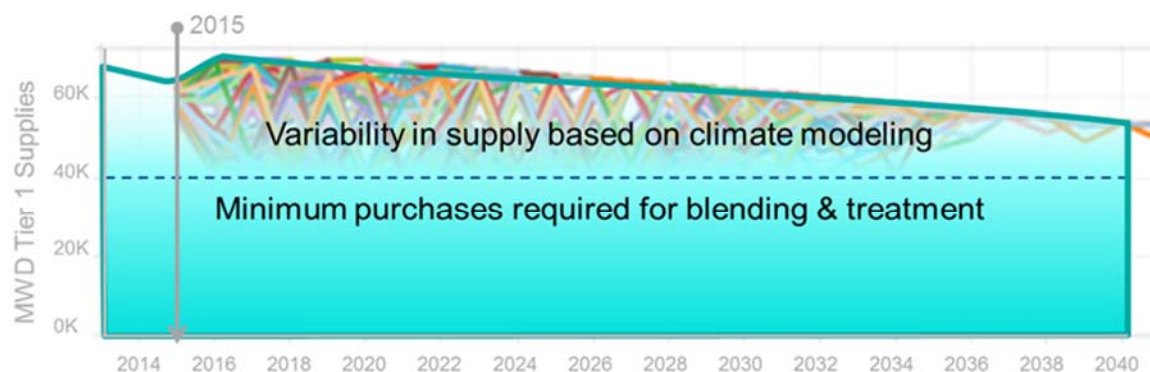 2015
MWD Tier 1 Supplies
60K
40K
20K
0K
Variability in supply based on climate modeling
Minimum purchases required for blending & treatment
2014 2016 2018 2020 2022 2024 2026 2028 2030 2032 2034 2036 2038 2040